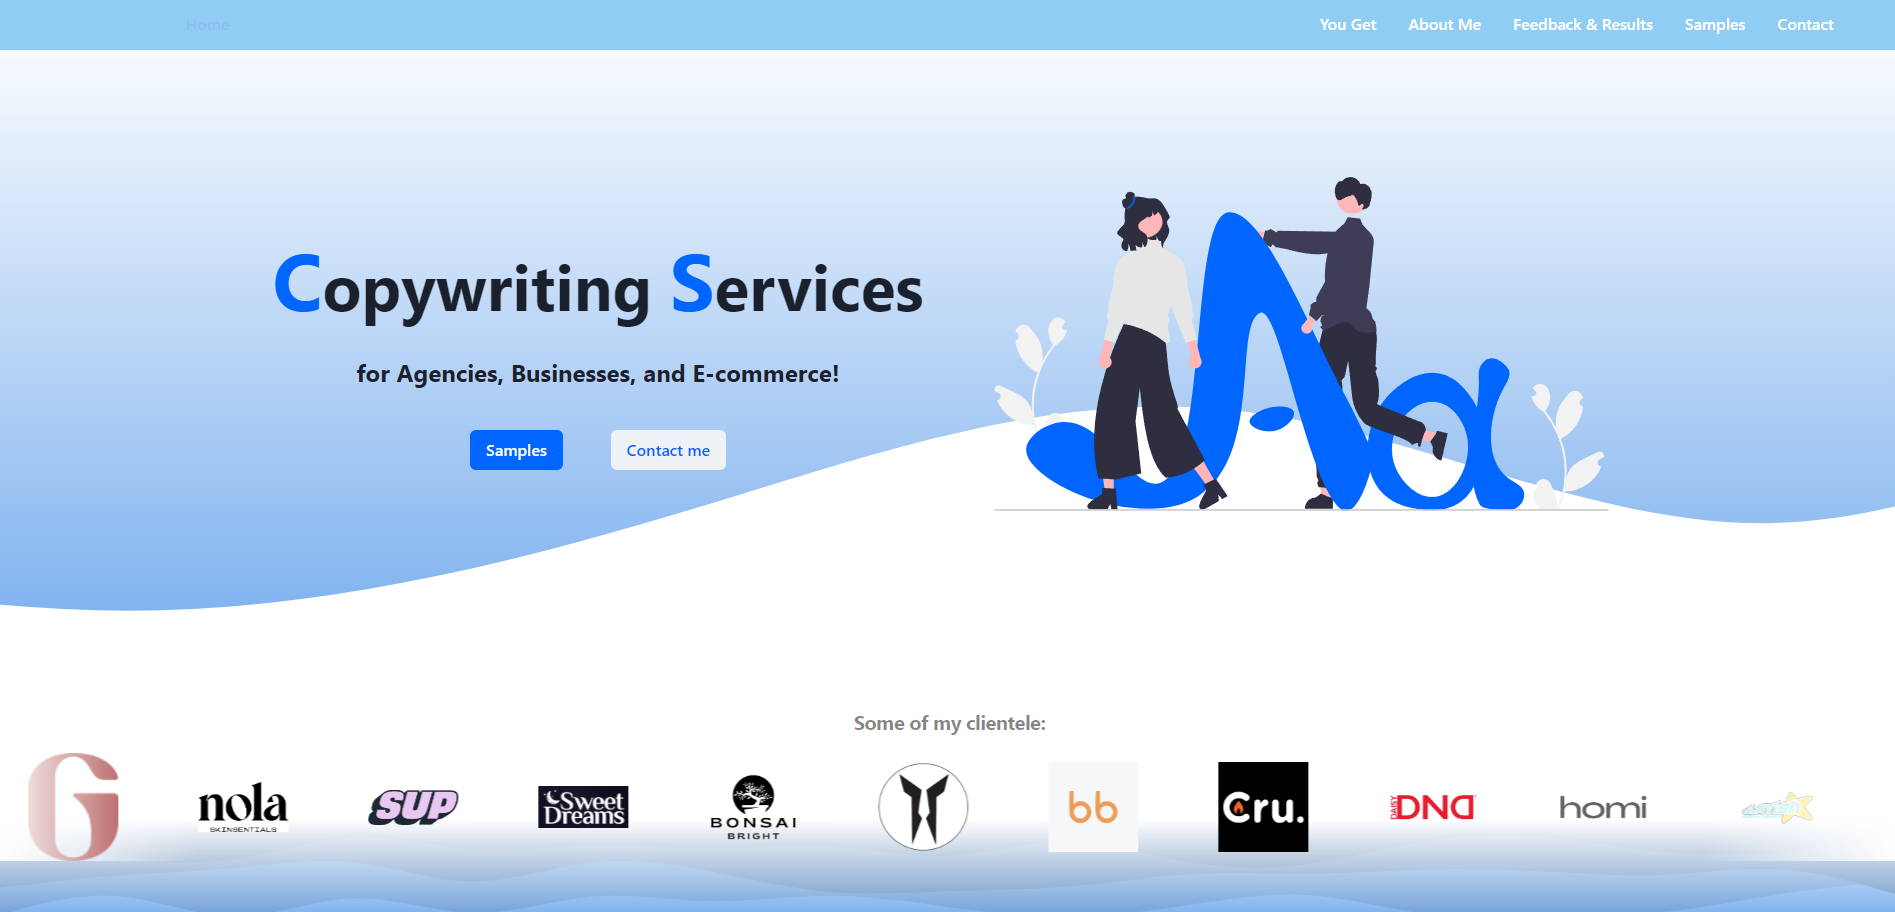 Home
You Get
About Me
Feedback & Results
Samples
Contact
Copywriting Services
for Agencies, Businesses, and E-commerce!
Samples
Contact me
Some of my clientele:
G
nola
SKINSENTIALS
SUP
Sweet
Dreams
BONSAI
BRIGHT
bb
Cru.
DAISY
DND
homi